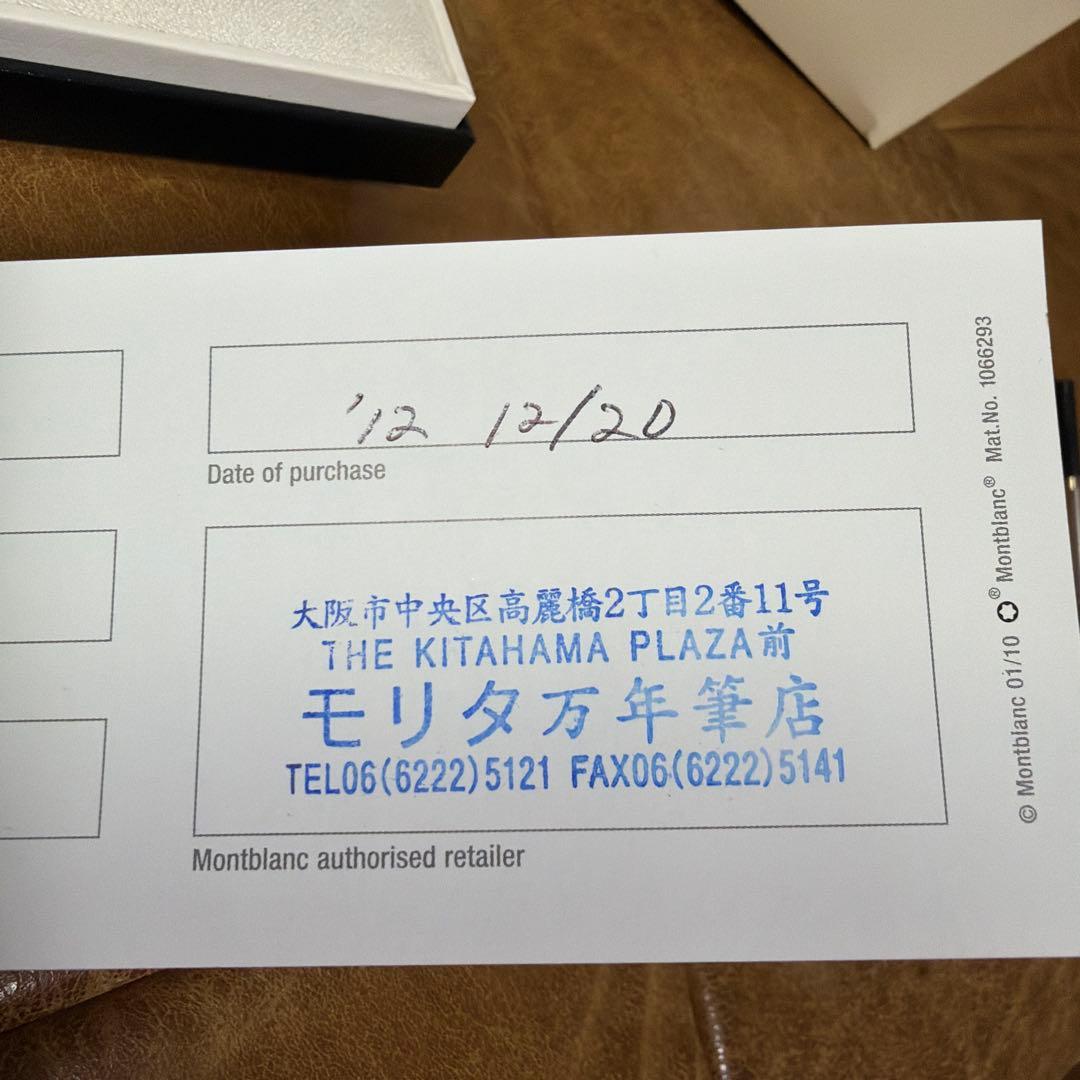 '12 12/20
Date of purchase
大阪市中央区高麗橋2丁目2番11号
THE KITAHAMA PLAZA前
モリタ万年筆店
TEL06(6222)5121 FAX06(6222)5141
Montblanc authorised retailer
© Montblanc 01/10 ® Montblanc® Mat.No. 1066293